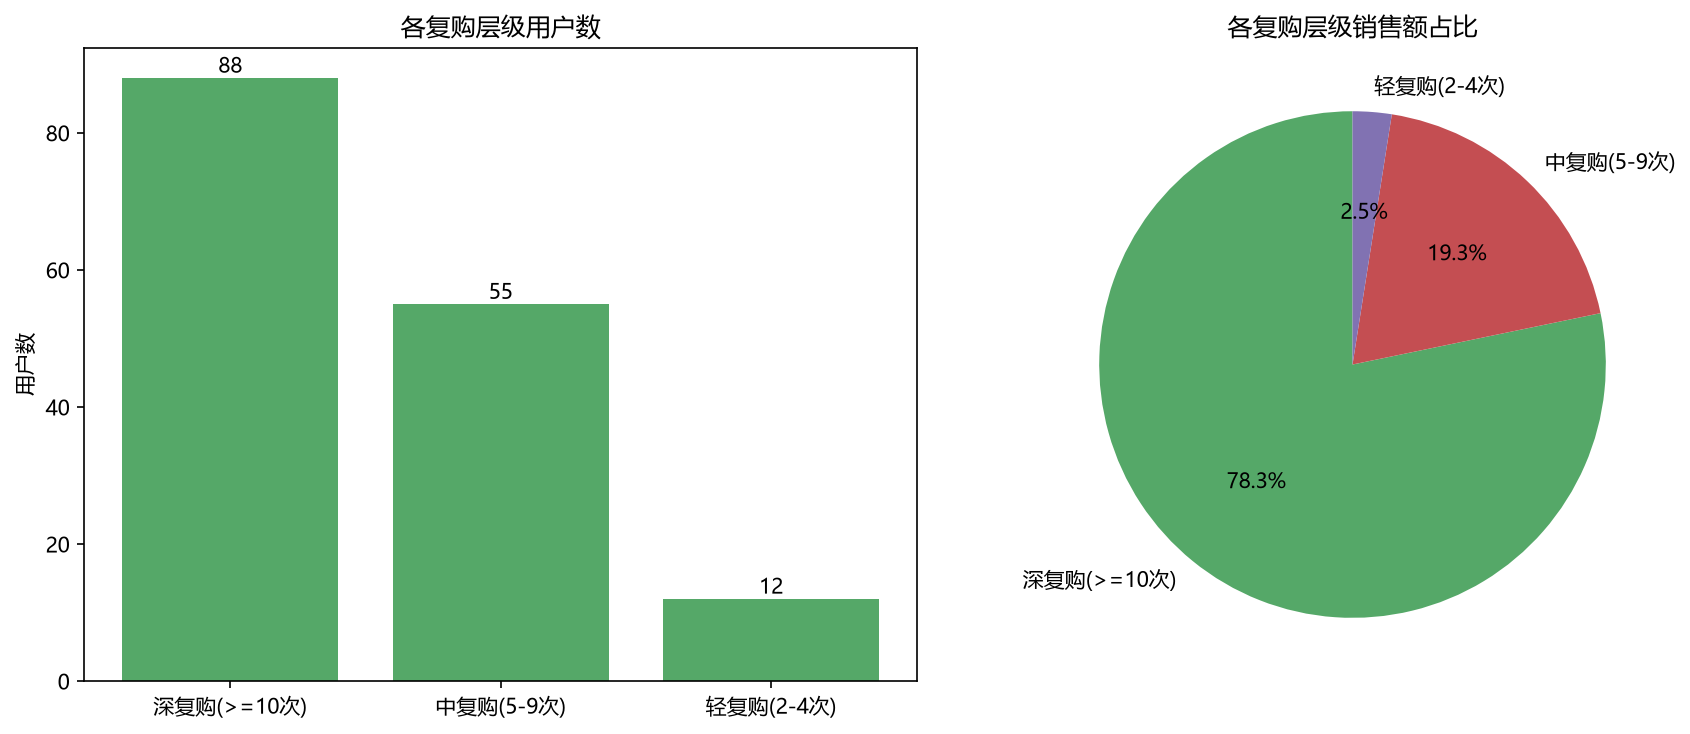 各复购层级用户数
88
55
12
80
60
40
20
0
用户数
深复购(>=10次)
中复购(5-9次)
轻复购(2-4次)
各复购层级销售额占比
轻复购(2-4次)
中复购(5-9次)
2.5%
19.3%
78.3%
深复购(>=10次)